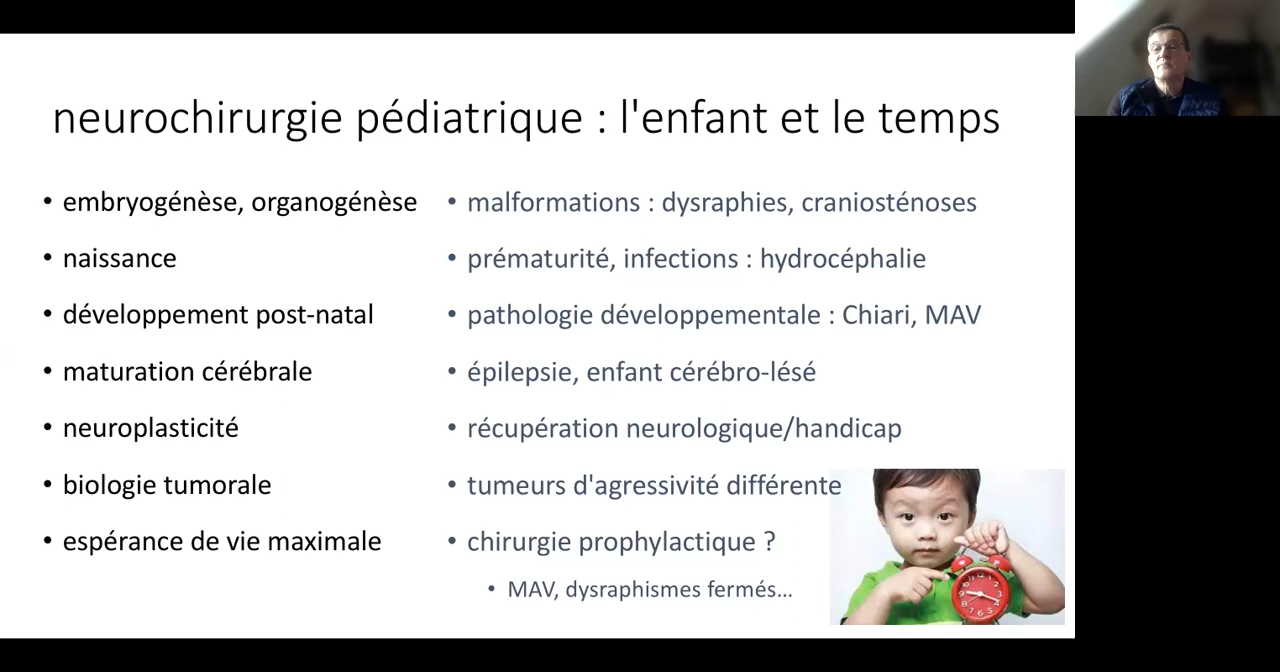 neurochirurgie pédiatrique : l'enfant et le temps
• embryogénèse, organogénèse
• naissance
• développement post-natal
• maturation cérébrale
• neuroplasticité
• biologie tumorale
• espérance de vie maximale
• malformations : dysraphies, craniosténoses
• prématurité, infections : hydrocéphalie
• pathologie développementale : Chiari, MAV
• épilepsie, enfant cérébro-lésé
• récupération neurologique/handicap
• tumeurs d'agressivité différente
• chirurgie prophylactique ?
• MAV, dysraphismes fermés...